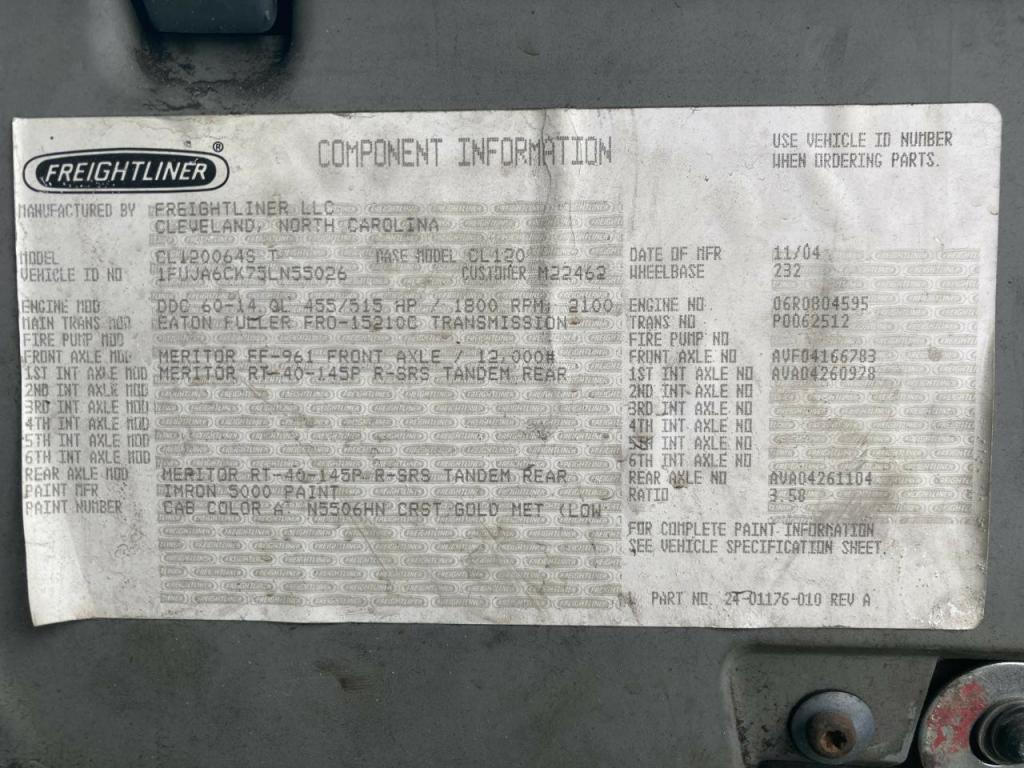 FREIGHTLINER®
COMPONENT INFORMATION
USE VEHICLE ID NUMBER
WHEN ORDERING PARTS.
MANUFACTURED BY FREIGHTLINER LLC
CLEVELAND, NORTH CAROLINA
MODEL CL120064S T BASE MODEL CL120 DATE OF MFR 11/04
VEHICLE ID NO 1FUJA6CK75LN55026 CUSTOMER M22462 WHEELBASE 232
ENGINE MOD DDC 60-14.0L 455/515 HP / 1800 RPM; 2100 ENGINE NO 06R0804595
MAIN TRANS MOD EATON FULLER FRO-15210C TRANSMISSION TRANS NO P0062512
FIRE PUMP MOD FIRE PUMP NO
FRONT AXLE MOD MERITOR FF-961 FRONT AXLE / 12,000# FRONT AXLE NO AVF04166783
1ST INT AXLE MOD MERITOR RT-40-145P R-SRS TANDEM REAR 1ST INT AXLE NO AVA04260978
2ND INT AXLE MOD 2ND INT AXLE NO
3RD INT AXLE MOD 3RD INT AXLE NO
4TH INT AXLE MOD 4TH INT AXLE NO
5TH INT AXLE MOD 5TH INT AXLE NO
6TH INT AXLE MOD 6TH INT AXLE NO
REAR AXLE MOD MERITOR RT-40-145P R-SRS TANDEM REAR REAR AXLE NO AVA04261104
PAINT MFR IMRON 5000 PAINT RATIO 3.58
PAINT NUMBER CAB COLOR A: N5506HN CRST GOLD MET (LOW
FOR COMPLETE PAINT INFORMATION
SEE VEHICLE SPECIFICATION SHEET.
PART NO. 24-01176-010 REV A